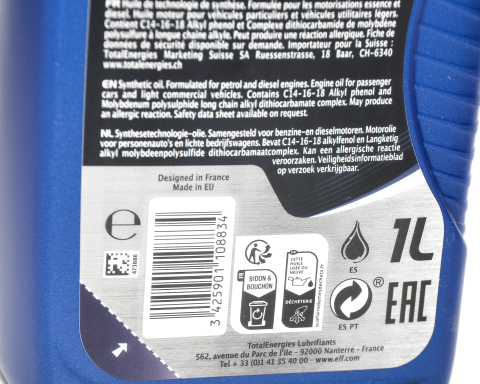 FR Huile de technologie de synthèse. Formulée pour les motorisations essence et
diesel. Huile moteur pour véhicules particuliers et véhicules utilitaires légers.
Contient C14-16-18 Alkyl phénol et Complexe dithiocarbamide de molybdène
polysulfure à longue chaîne alkyle. Peut produire une réaction allergique. Fiche de
données de sécurité disponible sur demande. Importateur pour la Suisse :
TotalEnergies Marketing Suisse SA Ruessenstrasse, 18 Baar, CH-6340
www.totalenergies.ch
EN Synthetic oil. Formulated for petrol and diesel engines. Engine oil for passenger
cars and light commercial vehicles. Contains C14-16-18 Alkyl phenol and
Molybdenum polysulphide long chain alkyl dithiocarbamate complex. May produce
an allergic reaction. Safety data sheet available on request.
NL Synthesetechnologie-olie. Samengesteld voor benzine- en dieselmotoren. Motorolie
voor personenauto's en lichte bedrijfswagens. Bevat C14-16-18 alkylfenol en Langketig
alkyl molybdeenpolysulfide dithiocarbamaatcomplex. Kan een allergische reactie
veroorzaken. Veiligheidsinformatieblad
op verzoek verkrijgbaar.
Designed in France
Made in EU
e
3 425901 108834
FR
BIDON &
BOUCHON
CETTE
HUILE
USÉE OU
NEUVE
DÉCHÈTERIE
ES
ES PT
®
1L
EAC
TotalEnergies Lubrifiants
562, avenue du Parc de l'Ile - 92000 Nanterre - France
Tel + 33 (0)1 41 35 40 00 - www.elf.com